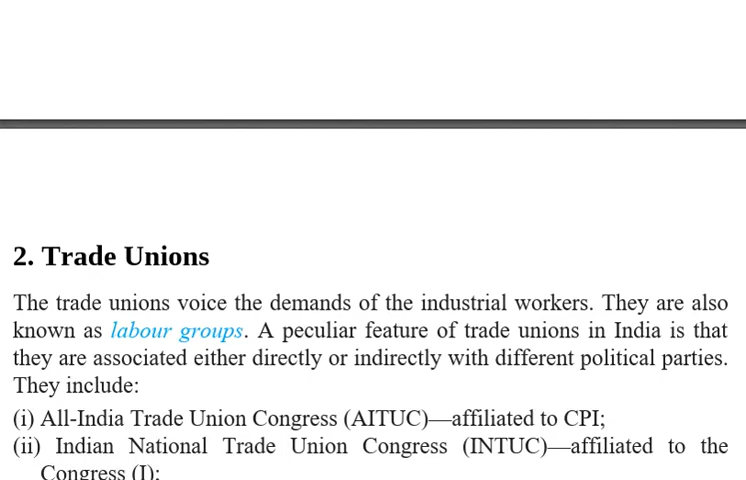 2. Trade Unions
The trade unions voice the demands of the industrial workers. They are also
known as labour groups. A peculiar feature of trade unions in India is that
they are associated either directly or indirectly with different political parties.
They include:
(i) All-India Trade Union Congress (AITUC)—affiliated to CPI;
(ii) Indian National Trade Union Congress (INTUC)—affiliated to the
Congress (I);